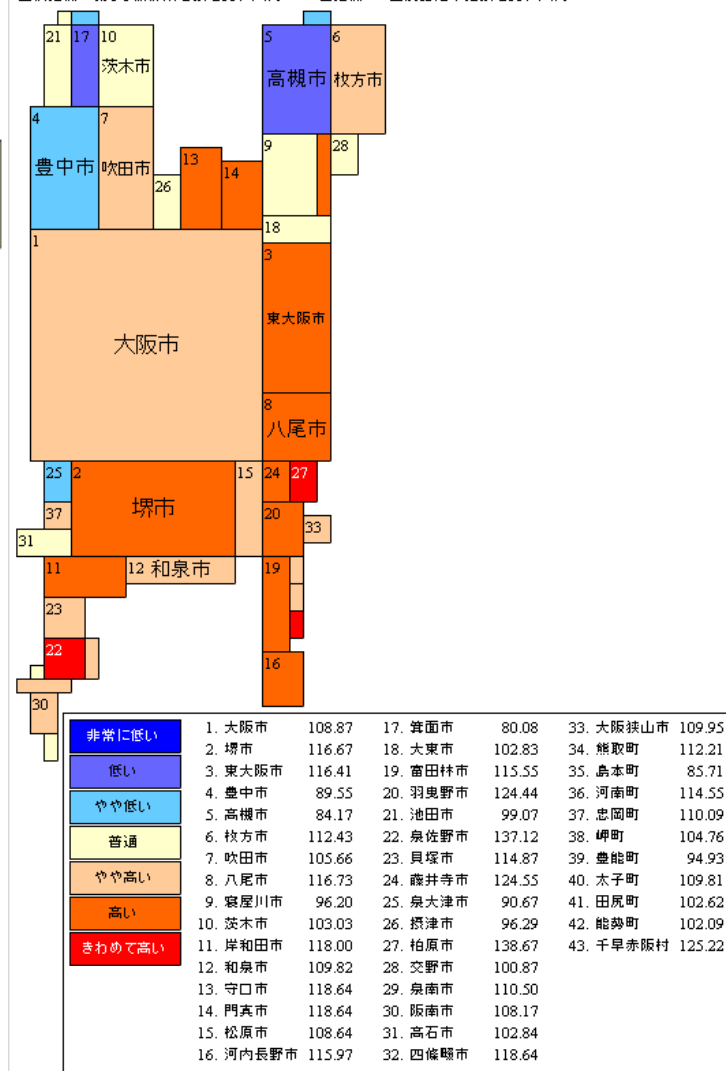 21 17 10
茨木市
5
高槻市
6
枚方市
4
豊中市
7
吹田市
26
13
14
9
28
18
1
大阪市
3
東大阪市
8
八尾市
25
2
堺市
15
24
27
37
20
33
31
11
12 和泉市
19
23
22
16
30
非常に低い
低い
やや低い
普通
やや高い
高い
きわめて高い
1. 大阪市 108.87
2. 堺市 116.67
3. 東大阪市 116.41
4. 豊中市 89.55
5. 高槻市 84.17
6. 枚方市 112.43
7. 吹田市 105.66
8. 八尾市 116.73
9. 寝屋川市 96.20
10. 茨木市 103.03
11. 岸和田市 118.00
12. 和泉市 109.82
13. 守口市 118.64
14. 門真市 118.64
15. 松原市 108.64
16. 河内長野市 115.97
17. 箕面市 80.08
18. 大東市 102.83
19. 富田林市 115.55
20. 羽曳野市 124.44
21. 池田市 99.07
22. 泉佐野市 137.12
23. 貝塚市 114.87
24. 藤井寺市 124.55
25. 泉大津市 90.67
26. 摂津市 96.29
27. 柏原市 138.67
28. 交野市 100.87
29. 泉南市 110.50
30. 阪南市 108.17
31. 高石市 102.84
32. 四條畷市 118.64
33. 大阪狭山市 109.95
34. 熊取町 112.21
35. 島本町 85.71
36. 河南町 114.55
37. 忠岡町 110.09
38. 岬町 104.76
39. 豊能町 94.93
40. 太子町 109.81
41. 田尻町 102.62
42. 能勢町 102.09
43. 千早赤阪村 125.22